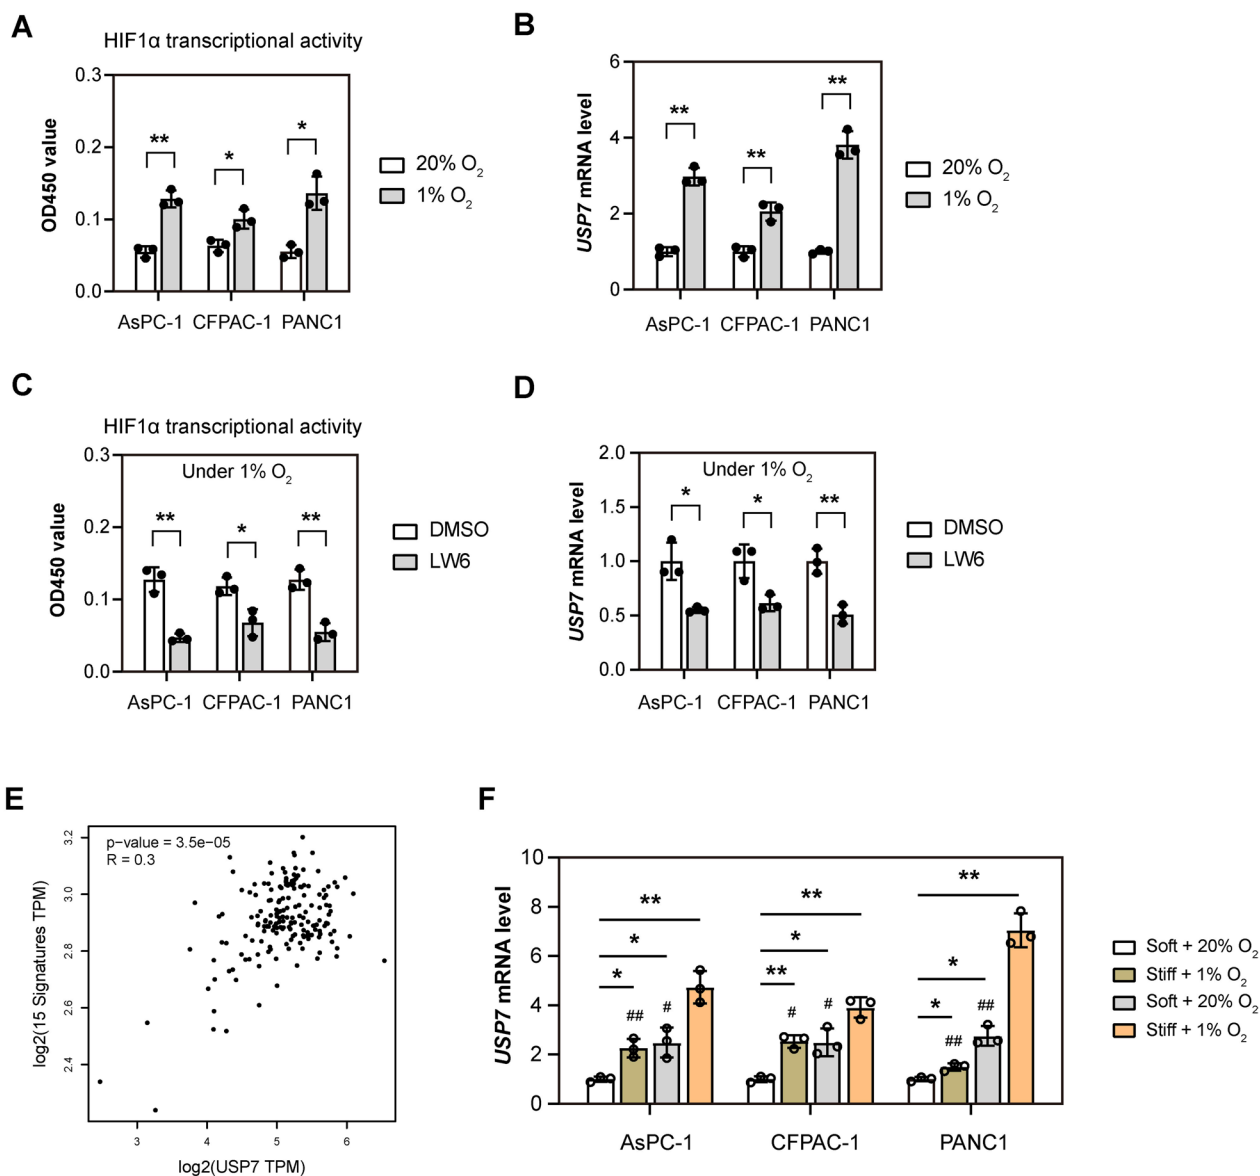 A
HIF1α transcriptional activity
OD450 value
0.3
0.2
0.1
0.0
** * *
AsPC-1 CFPAC-1 PANC1
20% O2
1% O2
B
USP7 mRNA level
6
4
2
0
** ** **
AsPC-1 CFPAC-1 PANC1
20% O2
1% O2
C
HIF1α transcriptional activity
Under 1% O2
OD450 value
0.3
0.2
0.1
0.0
** * **
AsPC-1 CFPAC-1 PANC1
DMSO
LW6
D
Under 1% O2
USP7 mRNA level
2.0
1.5
1.0
0.5
0.0
* * **
AsPC-1 CFPAC-1 PANC1
DMSO
LW6
E
p-value = 3.5e-05
R = 0.3
log2(15 Signatures TPM)
3.2
3.0
2.8
2.6
2.4
3 4 5 6
log2(USP7 TPM)
F
USP7 mRNA level
10
8
6
4
2
0
** ** **
* * *
* ** *
## # # # ## ##
AsPC-1 CFPAC-1 PANC1
Soft + 20% O2
Stiff + 1% O2
Soft + 20% O2
Stiff + 1% O2